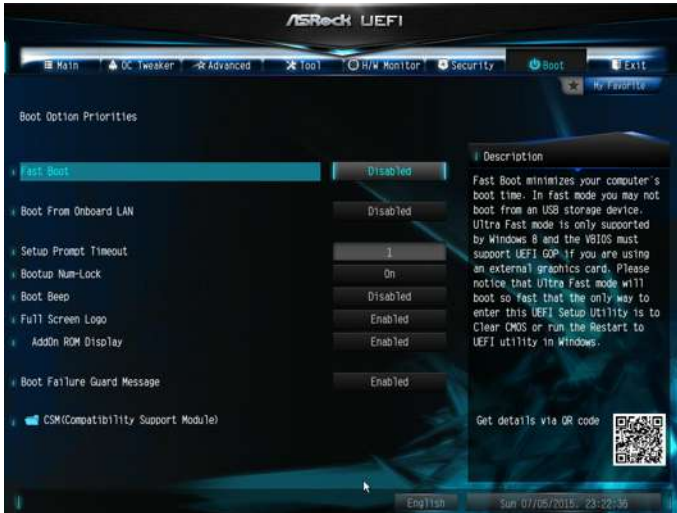 ASRock UEFI
Main OC Tweaker Advanced Tool H/W Monitor Security Boot Exit
My Favorite
Boot Option Priorities
Fast Boot Disabled
Boot From Onboard LAN Disabled
Setup Prompt Timeout 1
Bootup Num-Lock On
Boot Beep Disabled
Full Screen Logo Enabled
AddOn ROM Display Enabled
Boot Failure Guard Message Enabled
CSM(Compatibility Support Module)
Description
Fast Boot minimizes your computer's
boot time. In fast mode you may not
boot from an USB storage device.
Ultra Fast mode is only supported
by Windows 8 and the VBIOS must
support UEFI GOP if you are using
an external graphics card. Please
notice that Ultra Fast mode will
boot so fast that the only way to
enter this UEFI Setup Utility is to
Clear CMOS or run the Restart to
UEFI utility in Windows.
Get details via QR code
English Sun 07/05/2015, 23:22:36